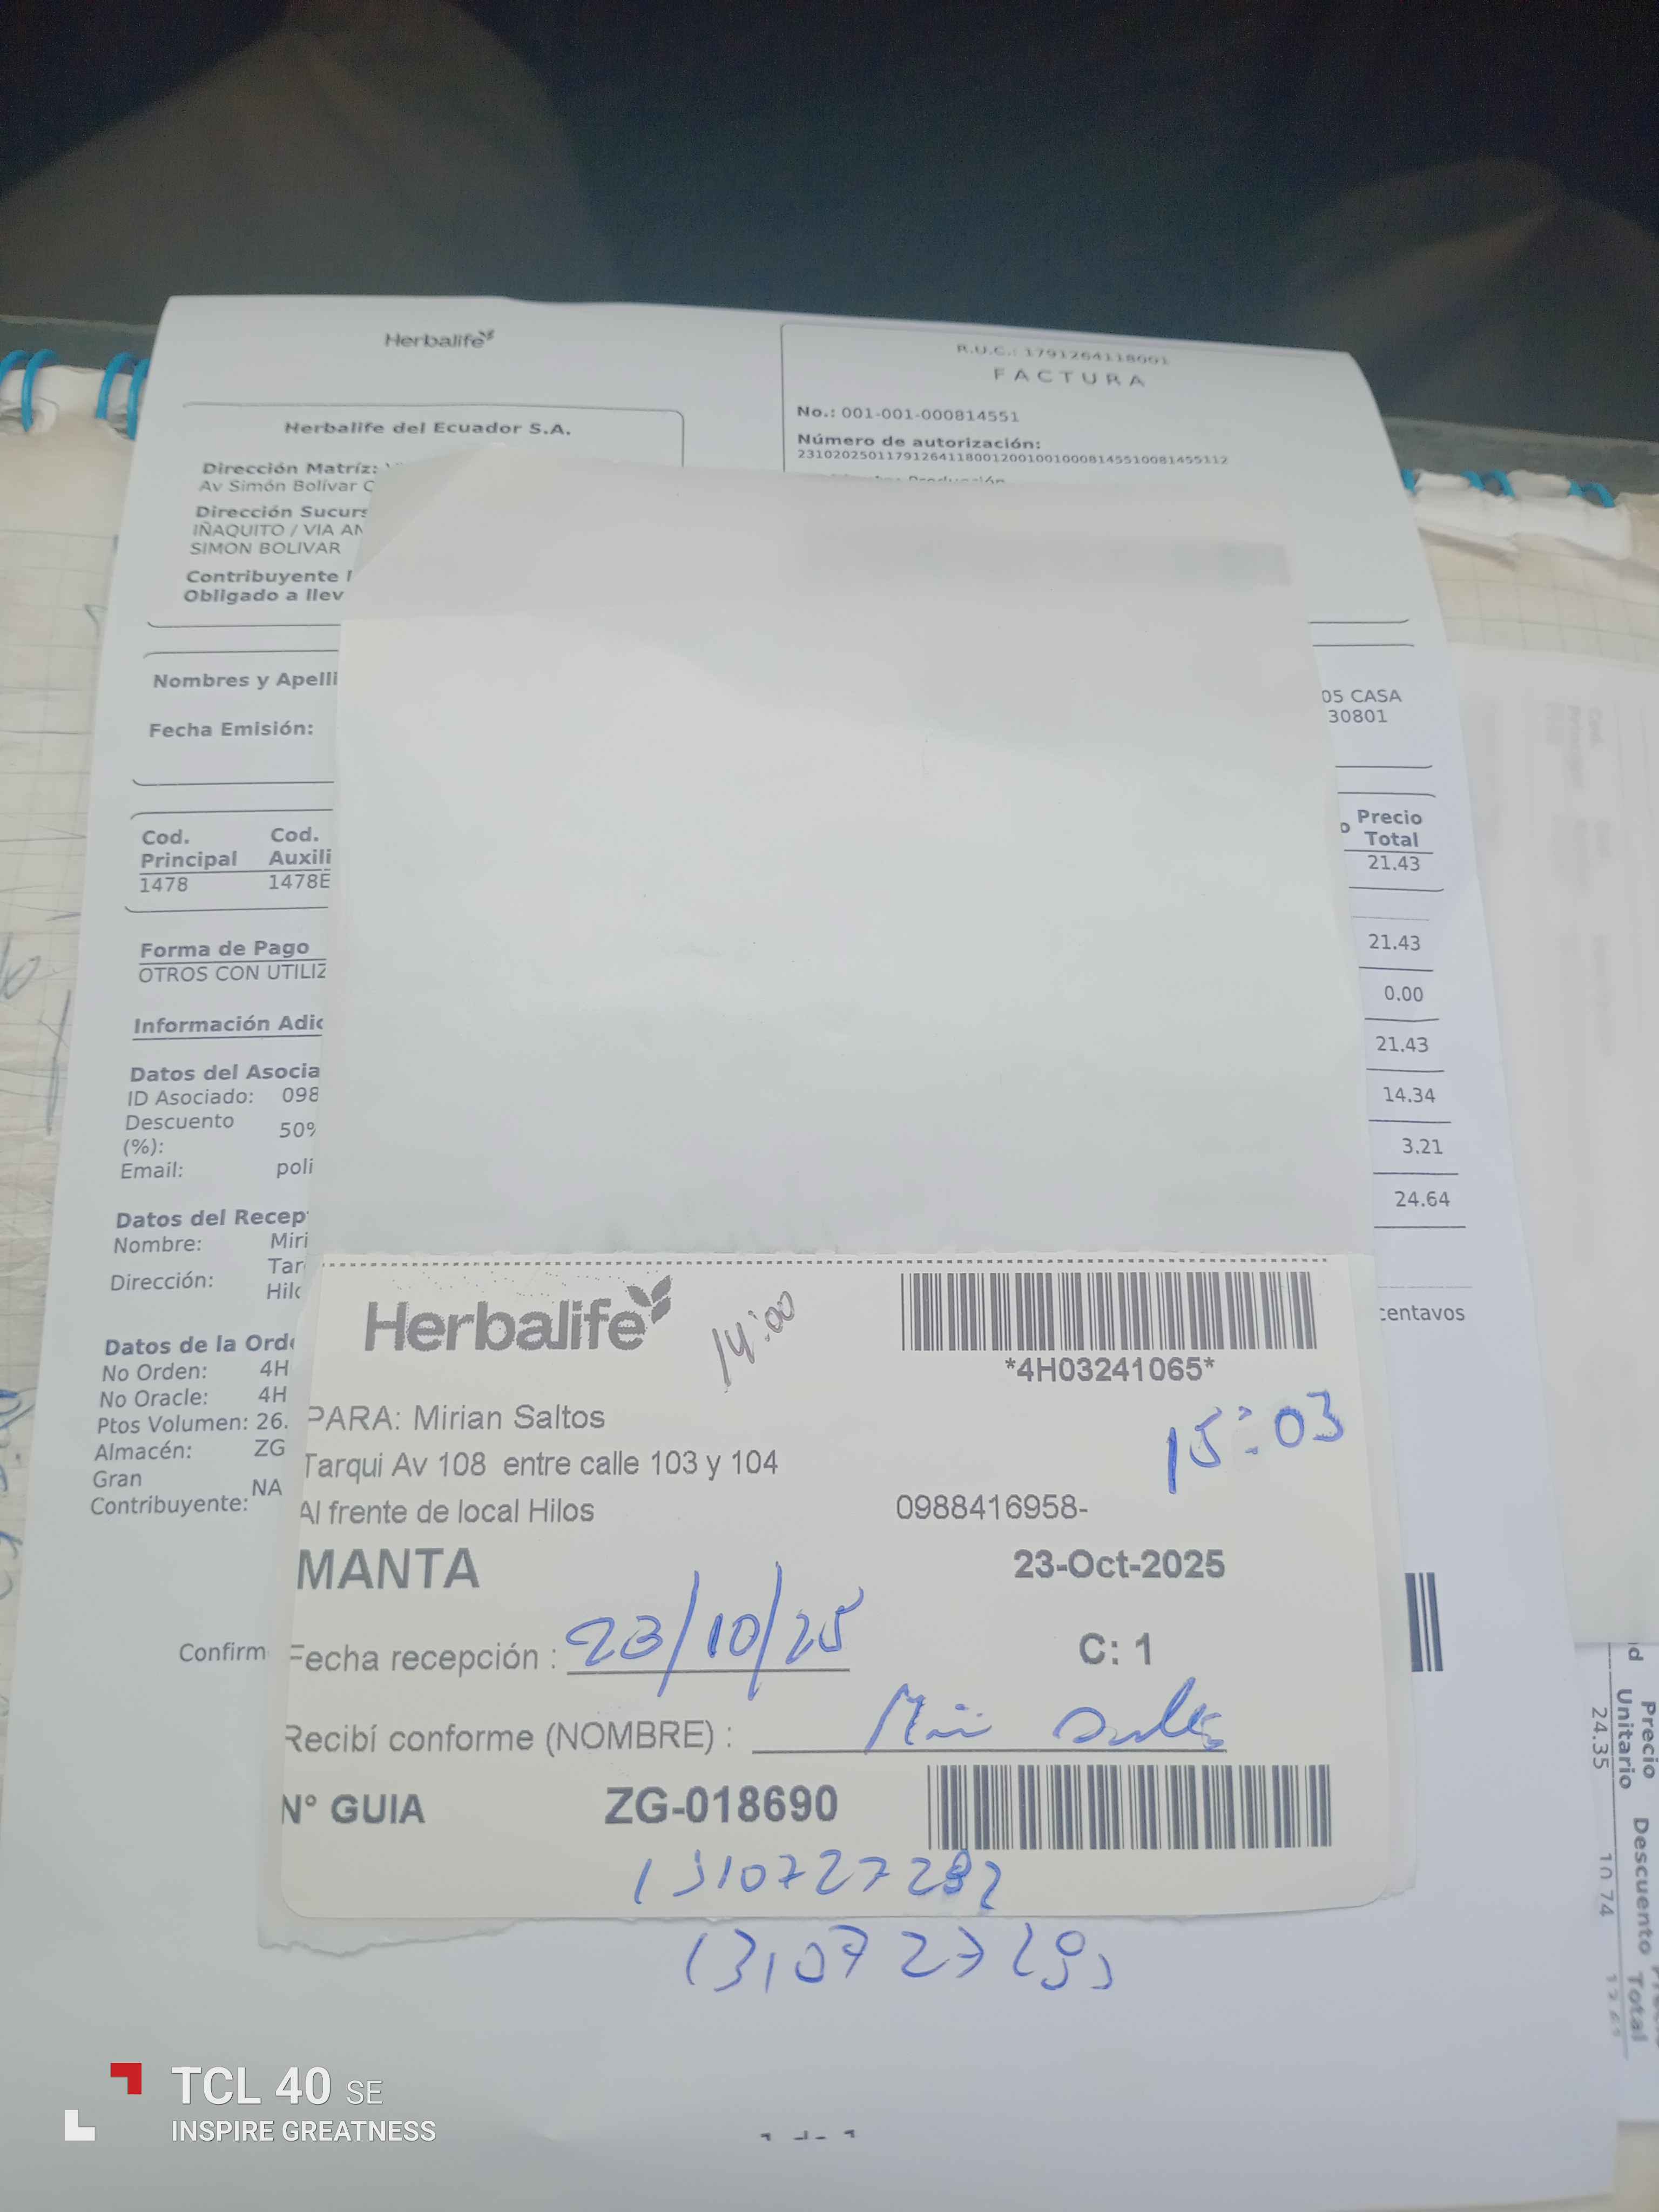 Herbalife
R.U.C.: 1791264118001
FACTURA
No.: 001-001-000814551
Número de autorización:
2310202501179126411800120010010008145510081455112
Herbalife del Ecuador S.A.
Dirección Matríz:
Av Simón Bolívar C
Dirección Sucurs
IÑAQUITO / VIA AN
SIMON BOLIVAR
Contribuyente
Obligado a llev
Nombres y Apelli
05 CASA
30801
Fecha Emisión:
Cod. Principal
Cod. Auxili
Precio Total
1478 1478E 21.43
21.43
0.00
21.43
14.34
3.21
24.64
Forma de Pago
OTROS CON UTILIZ
Información Adic
Datos del Asocia
ID Asociado: 098
Descuento (%): 50%
Email: poli
Datos del Recep
Nombre: Miri
Dirección: Tar
Hilo
centavos
Datos de la Orde
No Orden: 4H
No Oracle: 4H
Ptos Volumen: 26.
Almacén: ZG
Gran Contribuyente: NA
Confirm
Herbalife
14:00
*4H03241065*
PARA: Mirian Saltos
15:03
Tarqui Av 108 entre calle 103 y 104
Al frente de local Hilos 0988416958-
MANTA 23-Oct-2025
Fecha recepción : 23/10/25 C: 1
Recibí conforme (NOMBRE) :
N° GUIA ZG-018690
Precio Unitario
Descuento
Total
24.35
10.74
TCL 40 SE
INSPIRE GREATNESS